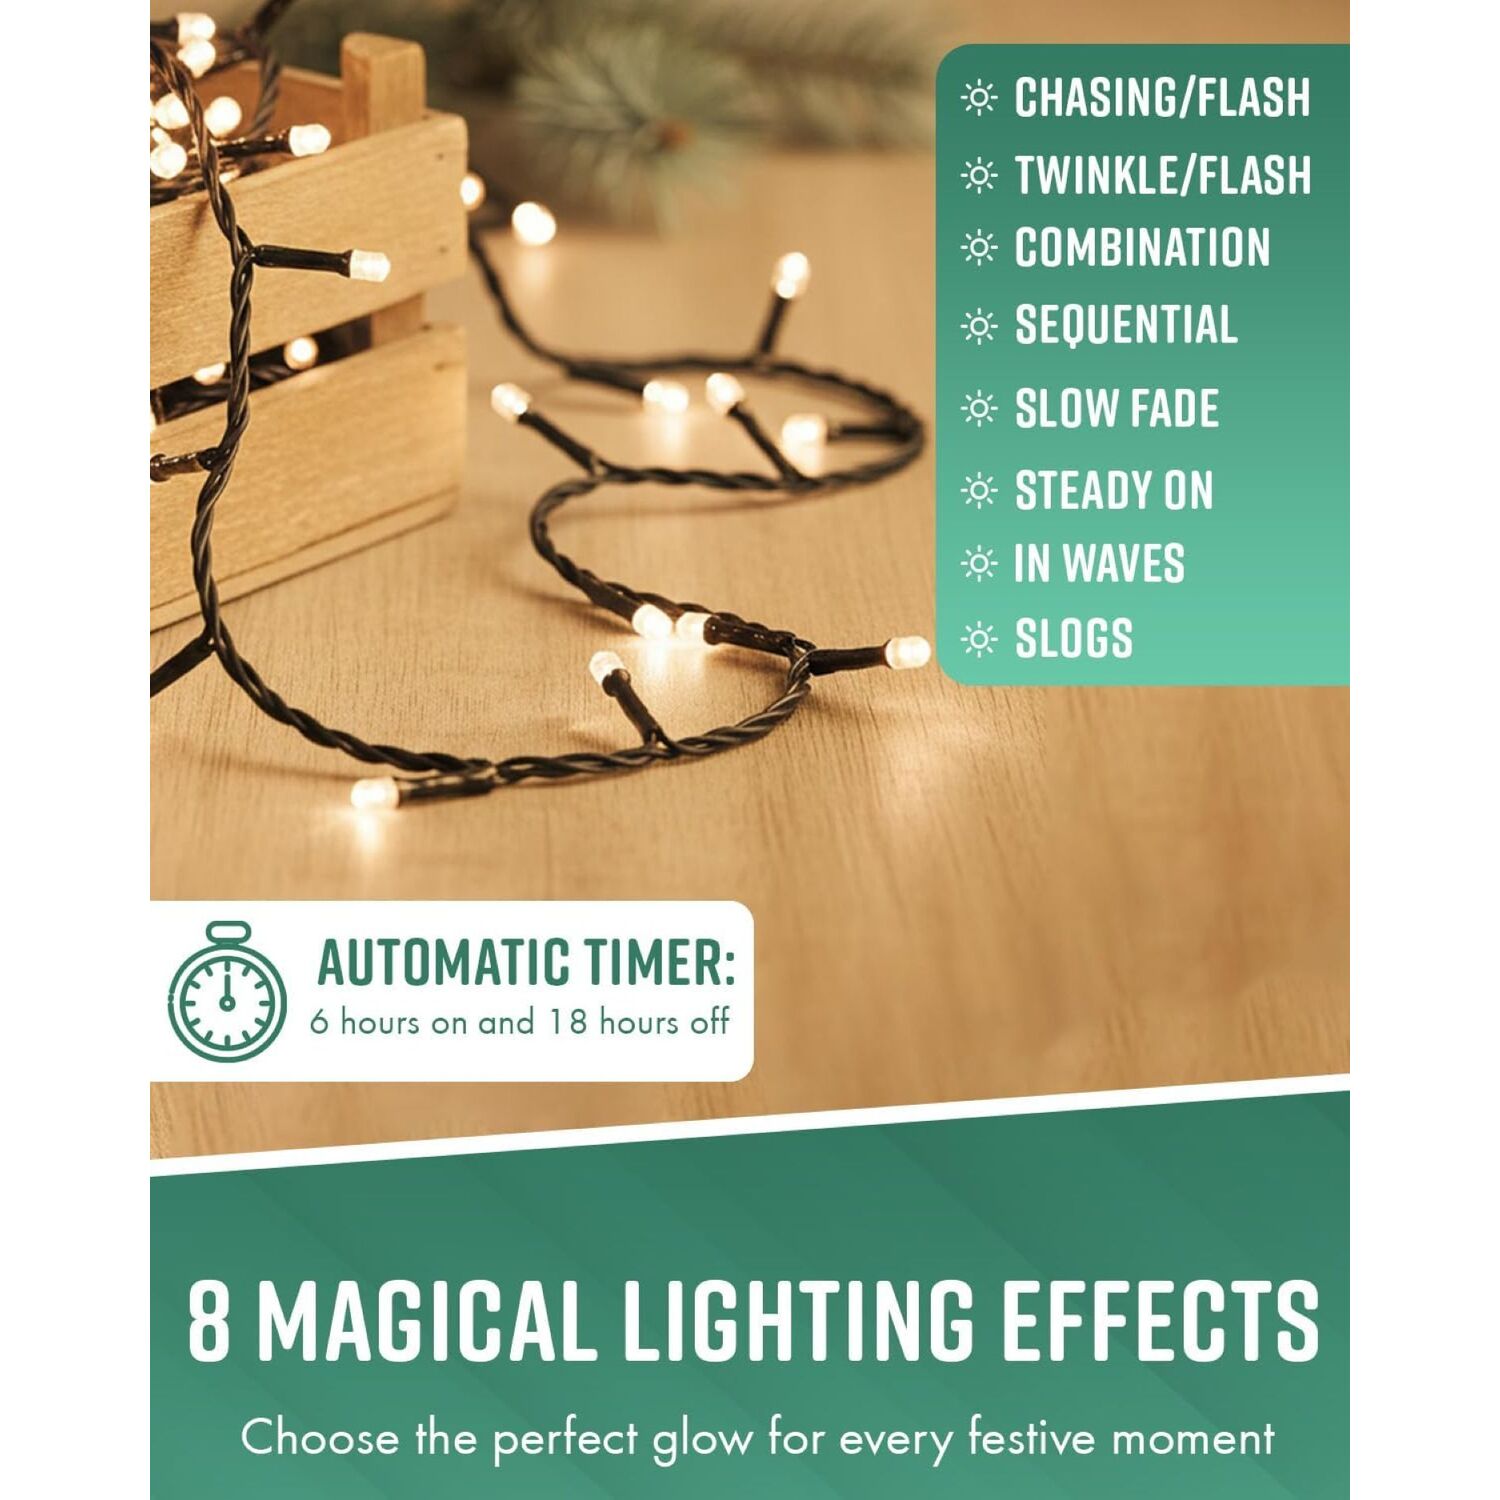 CHASING/FLASH
TWINKLE/FLASH
COMBINATION
SEQUENTIAL
SLOW FADE
STEADY ON
IN WAVES
SLOGS
AUTOMATIC TIMER:
6 hours on and 18 hours off
8 MAGICAL LIGHTING EFFECTS
Choose the perfect glow for every festive moment